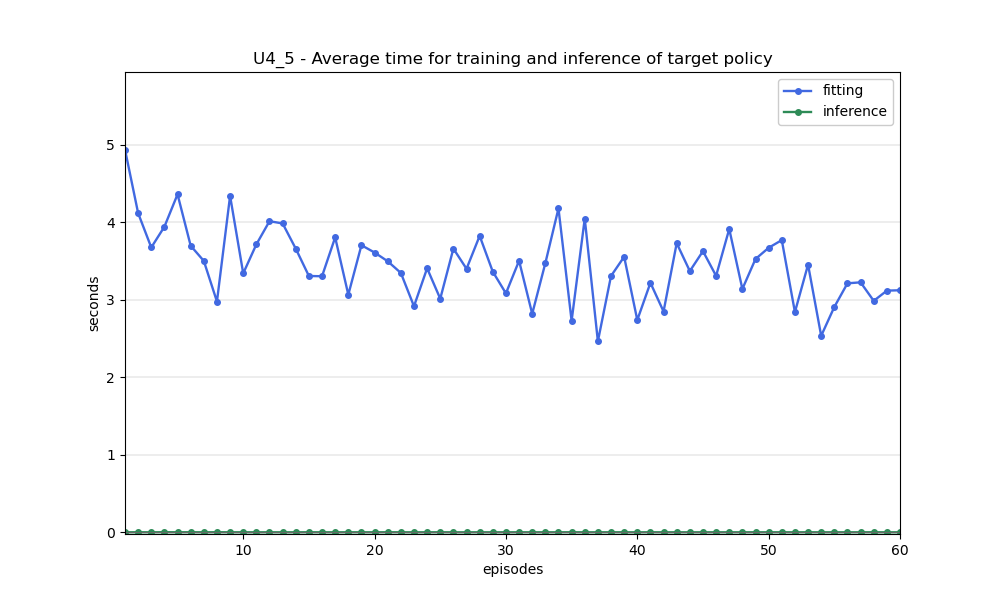 U4_5 - Average time for training and inference of target policy
fitting
inference
5
4
3
2
1
0
seconds
10 20 30 40 50 60
episodes